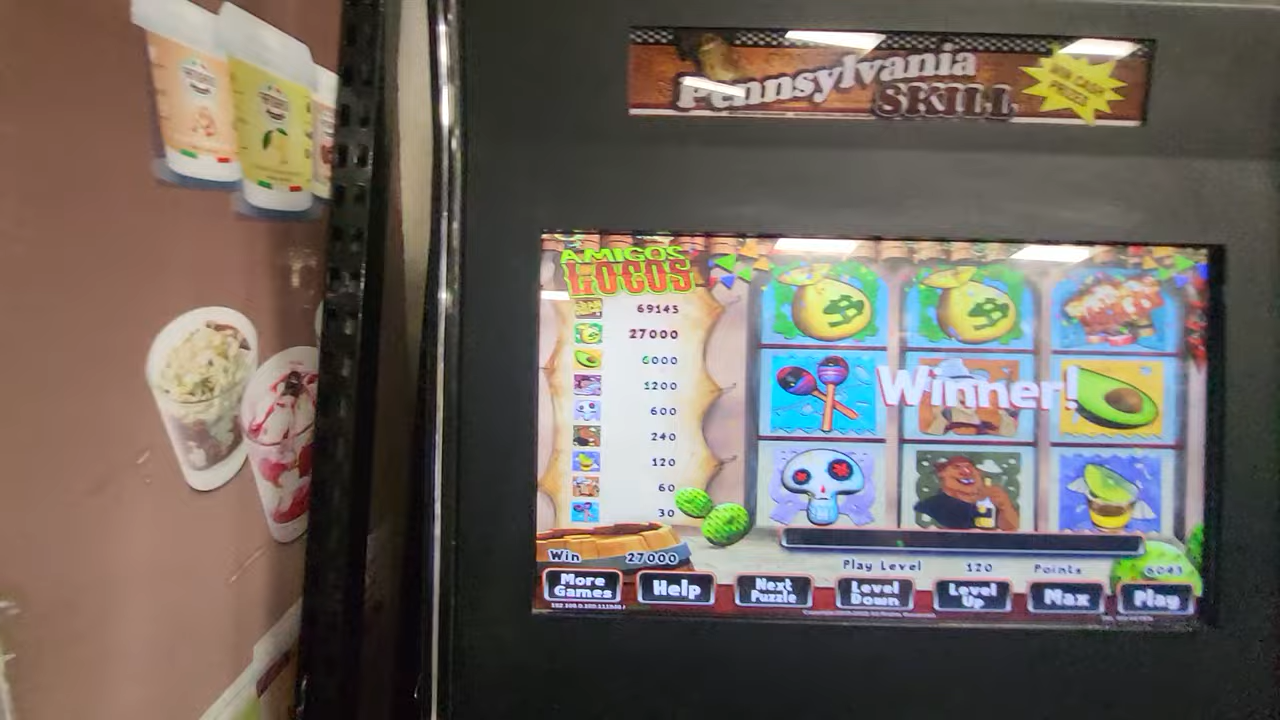 Pennsylvania
SKILL
WIN CASH
PRIZES
AMIGOS
LOCOS
69145
27000
6000
1200
600
240
120
60
30
Winner!
Win 27000
Play Level 120 Points 6043
More
Games
Help
Next
Puzzle
Level
Down
Level
Up
Max
Play